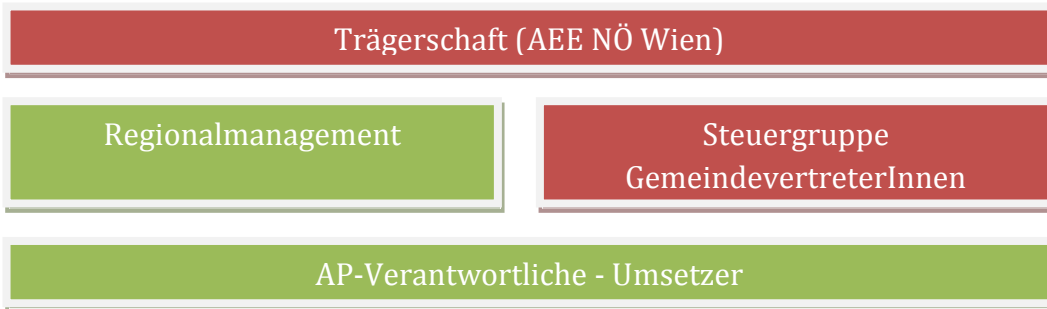 Trägerschaft (AEE NÖ Wien)
Regionalmanagement
Steuergruppe
GemeindevertreterInnen
AP-Verantwortliche - Umsetzer